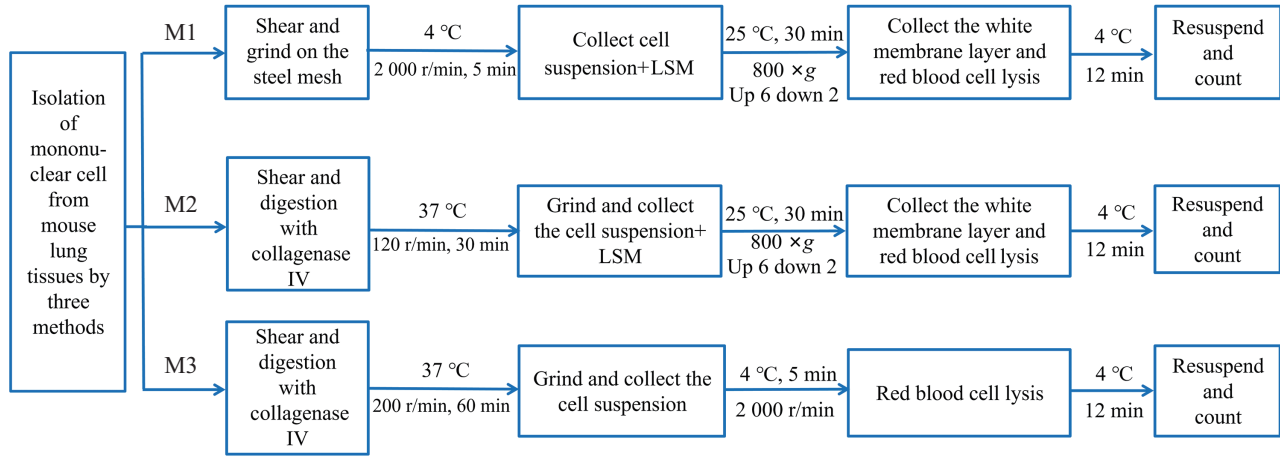 Isolation
of
mononu-
clear cell
from
mouse
lung
tissues by
three
methods
M1
Shear and
grind on the
steel mesh
4 ℃
2 000 r/min, 5 min
Collect cell
suspension+LSM
25 ℃, 30 min
800 ×g
Up 6 down 2
Collect the white
membrane layer and
red blood cell lysis
4 ℃
12 min
Resuspend
and
count
M2
Shear and
digestion
with
collagenase
IV
37 ℃
120 r/min, 30 min
Grind and collect
the cell suspension+
LSM
25 ℃, 30 min
800 ×g
Up 6 down 2
Collect the white
membrane layer and
red blood cell lysis
4 ℃
12 min
Resuspend
and
count
M3
Shear and
digestion
with
collagenase
IV
37 ℃
200 r/min, 60 min
Grind and collect the
cell suspension
4 ℃, 5 min
2 000 r/min
Red blood cell lysis
4 ℃
12 min
Resuspend
and
count